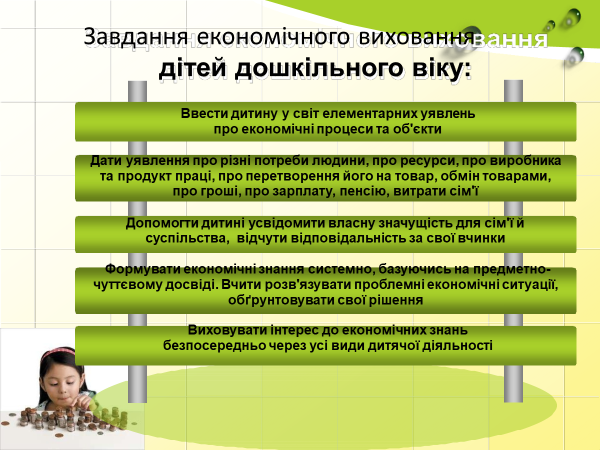 Завдання економічного виховання
дітей дошкільного віку:
Ввести дитину у світ елементарних уявлень
про економічні процеси та об'єкти
Дати уявлення про різні потреби людини, про ресурси, про виробника
та продукт праці, про перетворення його на товар, обмін товарами,
про гроші, про зарплату, пенсію, витрати сім'ї
Допомогти дитині усвідомити власну значущість для сім'ї й
суспільства, відчути відповідальність за свої вчинки
Формувати економічні знання системно, базуючись на предметно-
чуттєвому досвіді. Вчити розв'язувати проблемні економічні ситуації,
обґрунтовувати свої рішення
Виховувати інтерес до економічних знань
безпосередньо через усі види дитячої діяльності